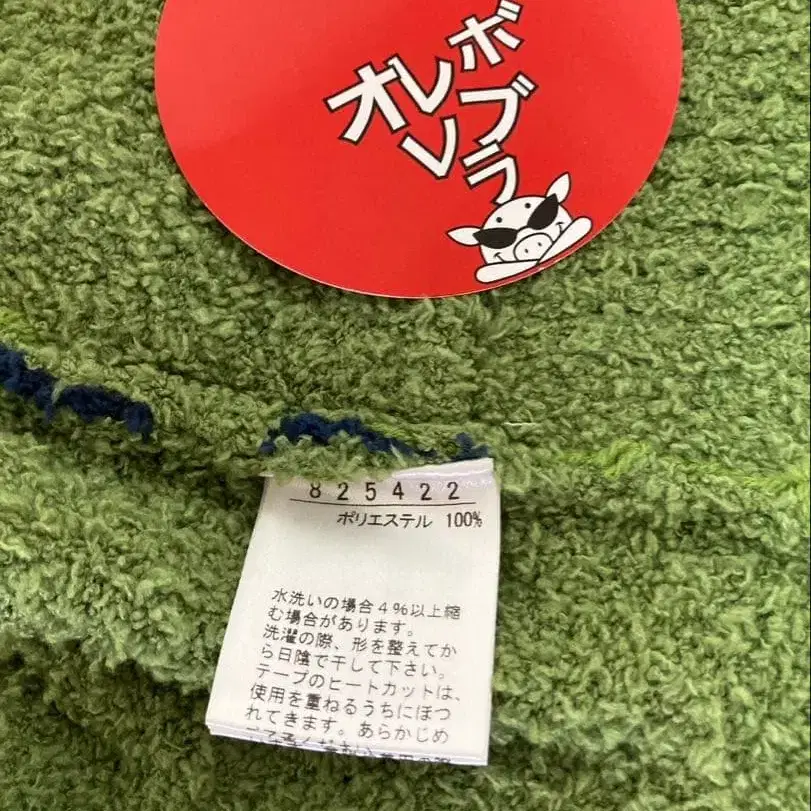 ボブラ
オレレ
825422
ポリエステル 100%
水洗いの場合4%以上縮
む場合があります。
洗濯の際、形を整えてか
ら日陰で干して下さい。
テープのヒートカットは、
使用を重ねるうちにほつ
れてきます。あらかじめ